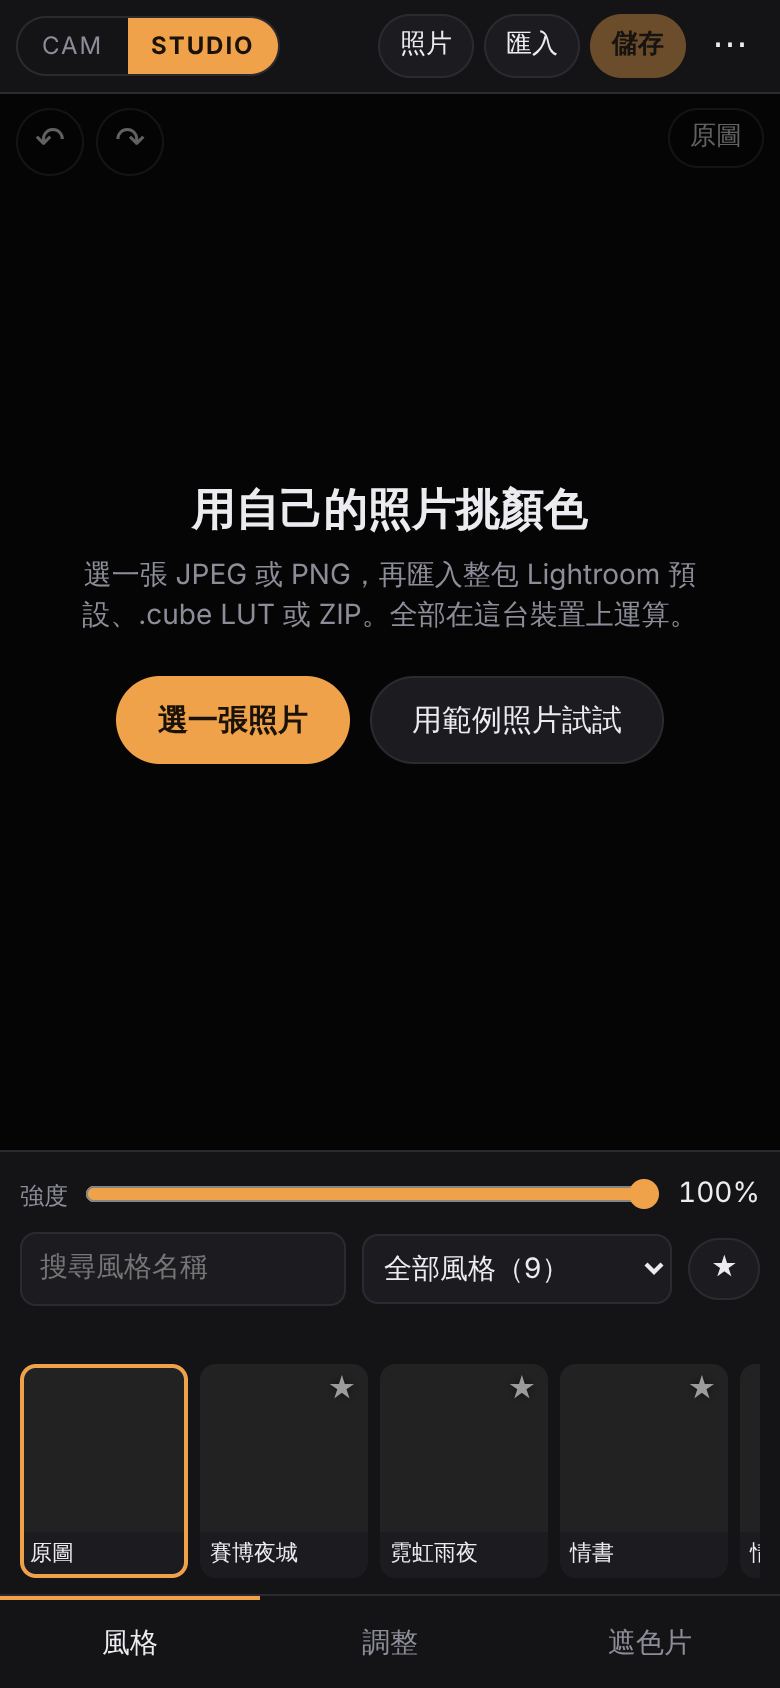 CAM STUDIO 照片 匯入 儲存 ···
原圖
用自己的照片挑顏色
選一張 JPEG 或 PNG，再匯入整包 Lightroom 預
設、.cube LUT 或 ZIP。全部在這台裝置上運算。
選一張照片 用範例照片試試
強度 100%
搜尋風格名稱 全部風格（9） ★
★ ★ ★
原圖 賽博夜城 霓虹雨夜 情書
風格 調整 遮色片